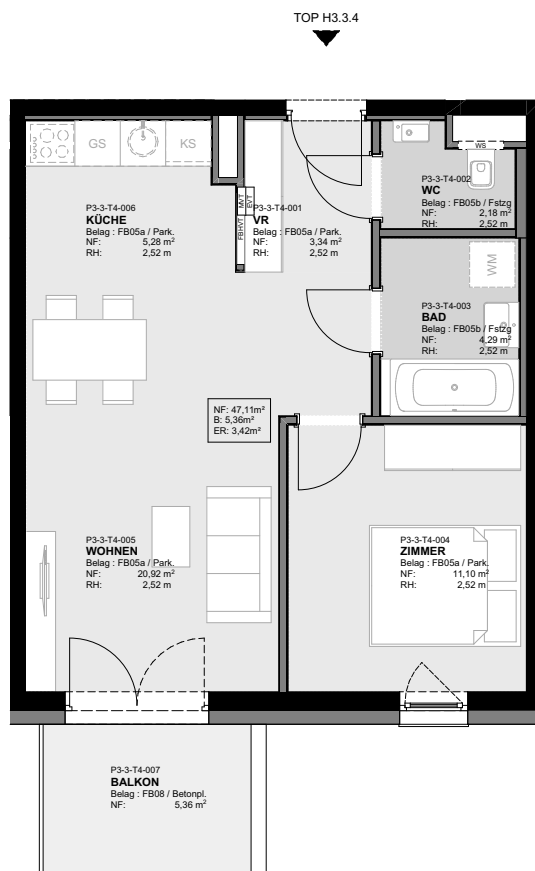 TOP H3.3.4
GS
KS
WS
P3-3-T4-006
KÜCHE
Belag : FB05a / Park.
NF: 5,28 m²
RH: 2,52 m
MVT
EVT
FBHVT
P3-3-T4-001
VR
Belag : FB05a / Park.
NF: 3,34 m²
RH: 2,52 m
P3-3-T4-002
WC
Belag : FB05b / Fstzg
NF: 2,18 m²
RH: 2,52 m
WM
P3-3-T4-003
BAD
Belag : FB05b / Fstzg
NF: 4,29 m²
RH: 2,52 m
NF: 47,11m²
B: 5,36m²
ER: 3,42m²
P3-3-T4-005
WOHNEN
Belag : FB05a / Park.
NF: 20,92 m²
RH: 2,52 m
P3-3-T4-004
ZIMMER
Belag : FB05a / Park.
NF: 11,10 m²
RH: 2,52 m
P3-3-T4-007
BALKON
Belag : FB08 / Betonpl.
NF: 5,36 m²